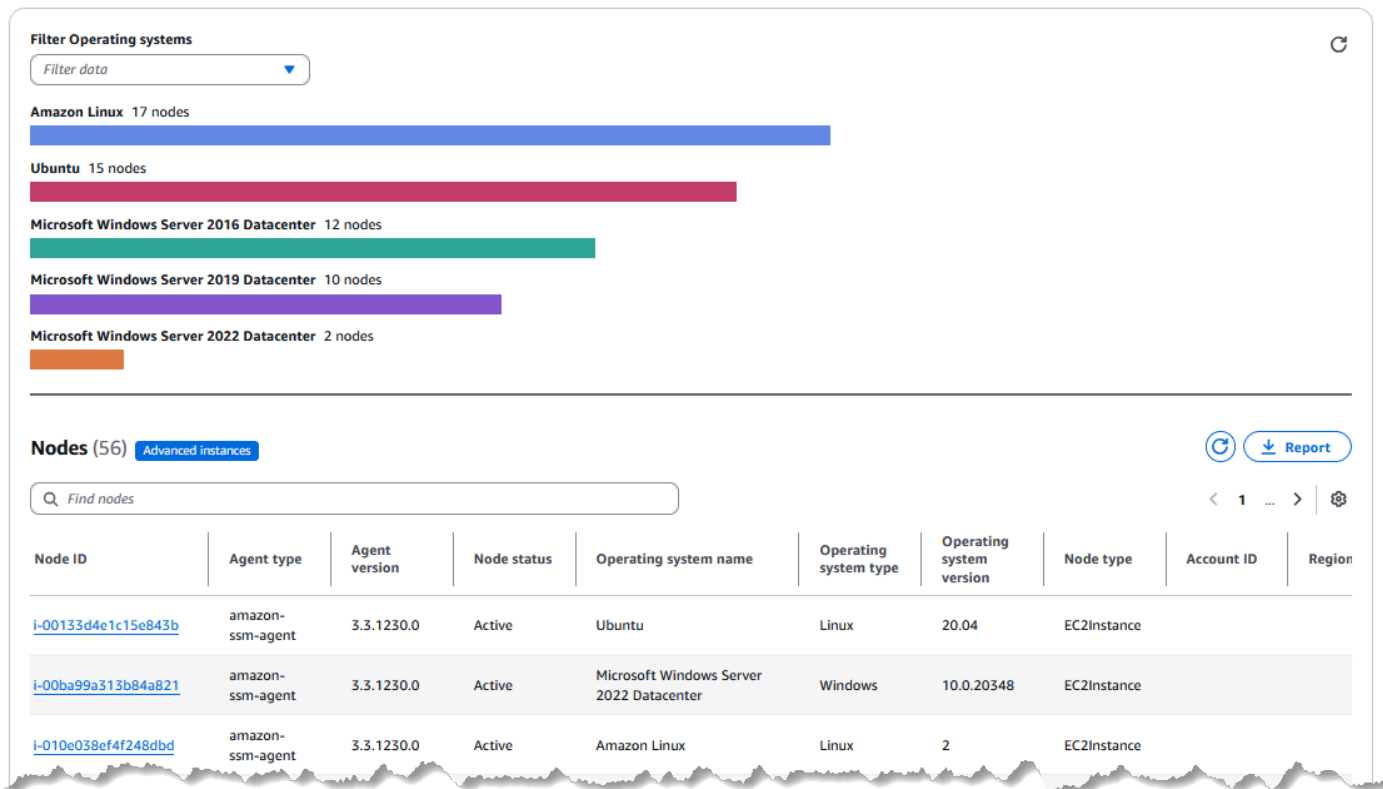 Filter Operating systems
Filter data
Amazon Linux 17 nodes
Ubuntu 15 nodes
Microsoft Windows Server 2016 Datacenter 12 nodes
Microsoft Windows Server 2019 Datacenter 10 nodes
Microsoft Windows Server 2022 Datacenter 2 nodes
Nodes (56) Advanced instances Report
Find nodes 1 ...
Node ID Agent type Agent version Node status Operating system name Operating system type Operating system version Node type Account ID Region
i-00133d4e1c15e843b amazon-ssm-agent 3.3.1230.0 Active Ubuntu Linux 20.04 EC2Instance
i-00ba99a313b84a821 amazon-ssm-agent 3.3.1230.0 Active Microsoft Windows Server 2022 Datacenter Windows 10.0.20348 EC2Instance
i-010e038ef4f248dbd amazon-ssm-agent 3.3.1230.0 Active Amazon Linux Linux 2 EC2Instance